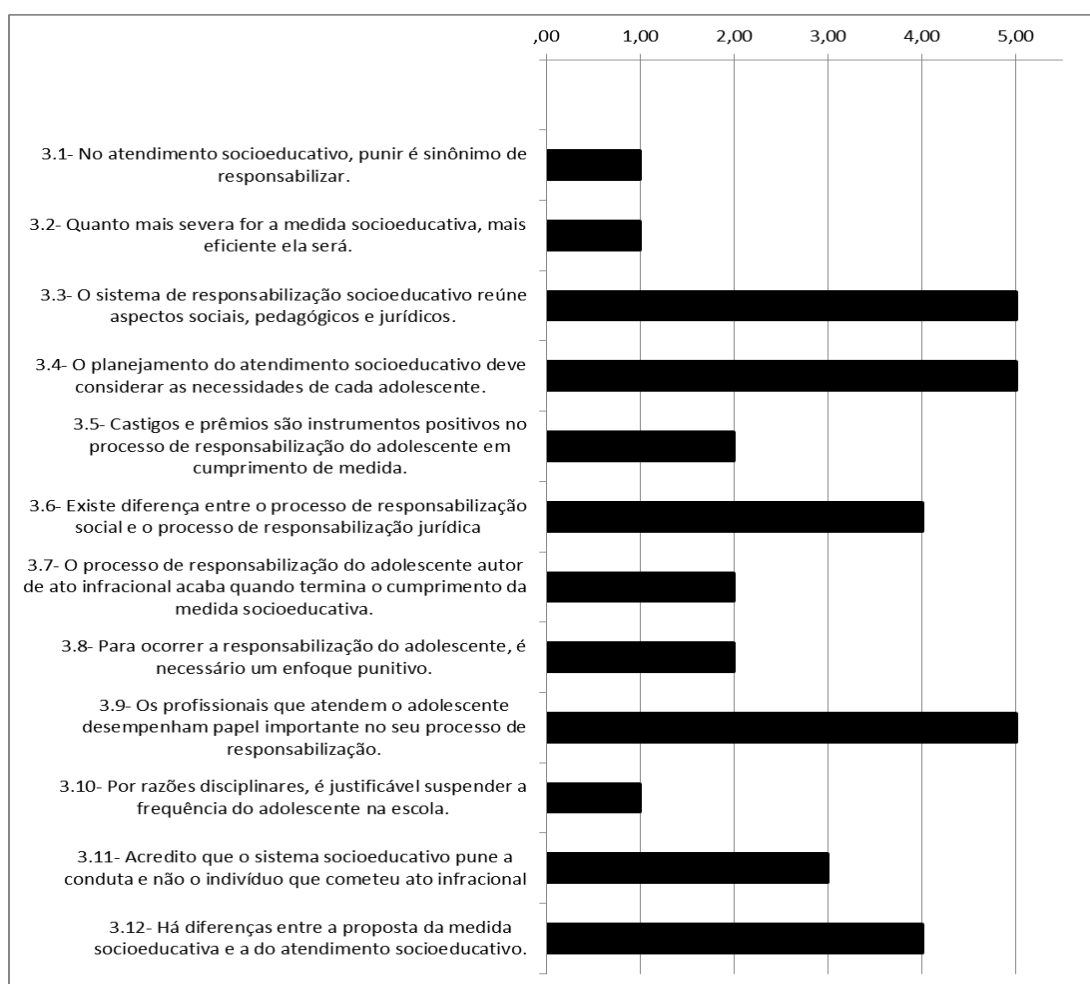 ,00 1,00 2,00 3,00 4,00 5,00
3.1- No atendimento socioeducativo, punir é sinônimo de
responsabilizar.
3.2- Quanto mais severa for a medida socioeducativa, mais
eficiente ela será.
3.3- O sistema de responsabilização socioeducativo reúne
aspectos sociais, pedagógicos e jurídicos.
3.4- O planejamento do atendimento socioeducativo deve
considerar as necessidades de cada adolescente.
3.5- Castigos e prêmios são instrumentos positivos no
processo de responsabilização do adolescente em
cumprimento de medida.
3.6- Existe diferença entre o processo de responsabilização
social e o processo de responsabilização jurídica
3.7- O processo de responsabilização do adolescente autor
de ato infracional acaba quando termina o cumprimento da
medida socioeducativa.
3.8- Para ocorrer a responsabilização do adolescente, é
necessário um enfoque punitivo.
3.9- Os profissionais que atendem o adolescente
desempenham papel importante no seu processo de
responsabilização.
3.10- Por razões disciplinares, é justificável suspender a
frequência do adolescente na escola.
3.11- Acredito que o sistema socioeducativo pune a
conduta e não o indivíduo que cometeu ato infracional
3.12- Há diferenças entre a proposta da medida
socioeducativa e a do atendimento socioeducativo.